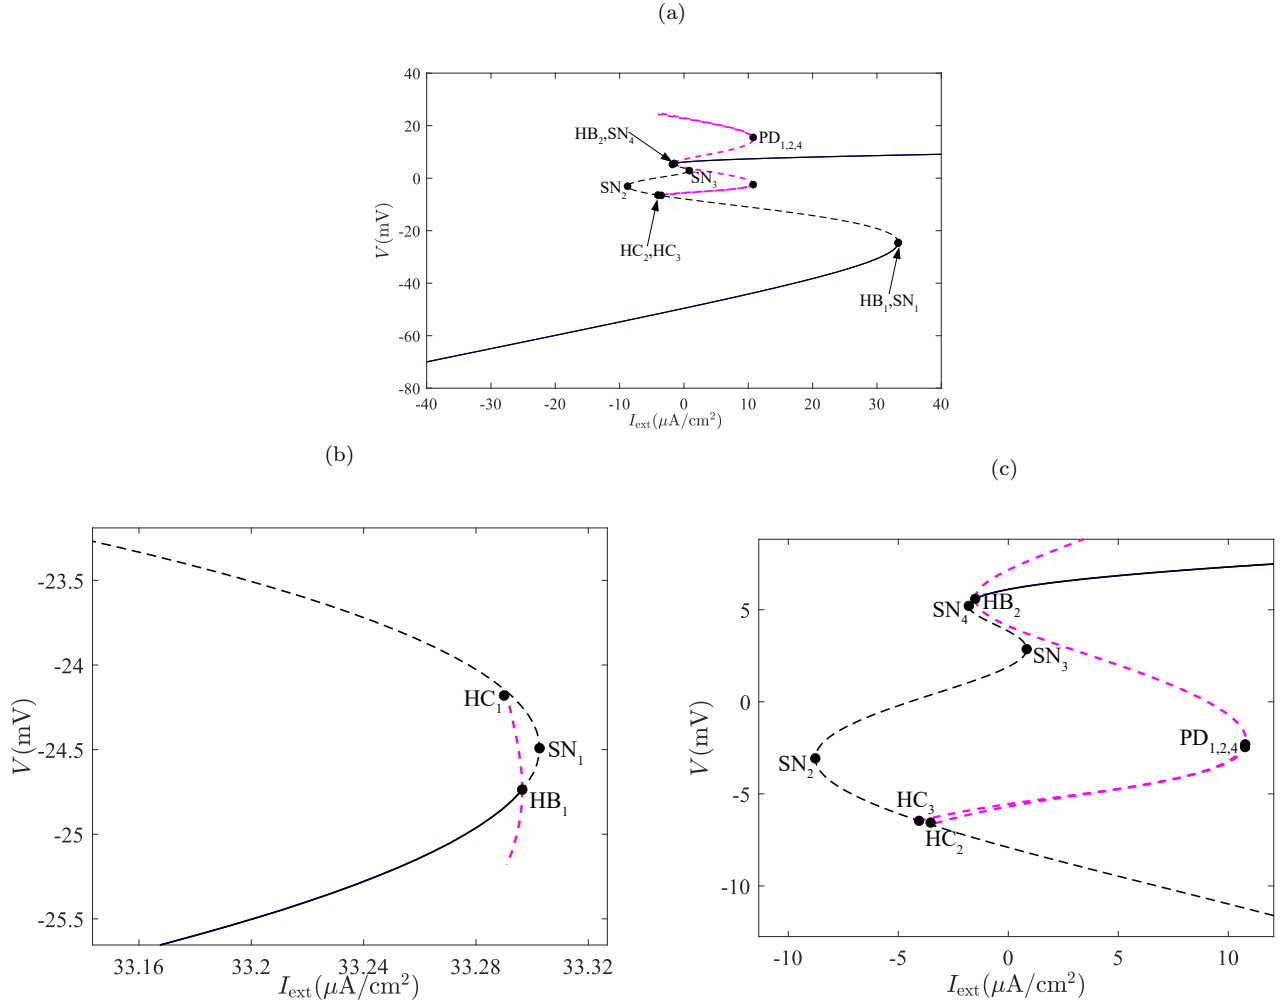 (a)
40
20
0
-20
-40
-60
-80
V(mV)
HB₂,SN₄
PD₁,₂,₄
SN₃
SN₂
HC₂,HC₃
HB₁,SN₁
-40 -30 -20 -10 0 10 20 30 40
I_ext(μA/cm²)
(b)
-23.5
-24
-24.5
-25
-25.5
V(mV)
HC₁
SN₁
HB₁
33.16 33.2 33.24 33.28 33.32
I_ext(μA/cm²)
(c)
5
0
-5
-10
V(mV)
SN₄ HB₂
SN₃
PD₁,₂,₄
SN₂
HC₃
HC₂
-10 -5 0 5 10
I_ext(μA/cm²)